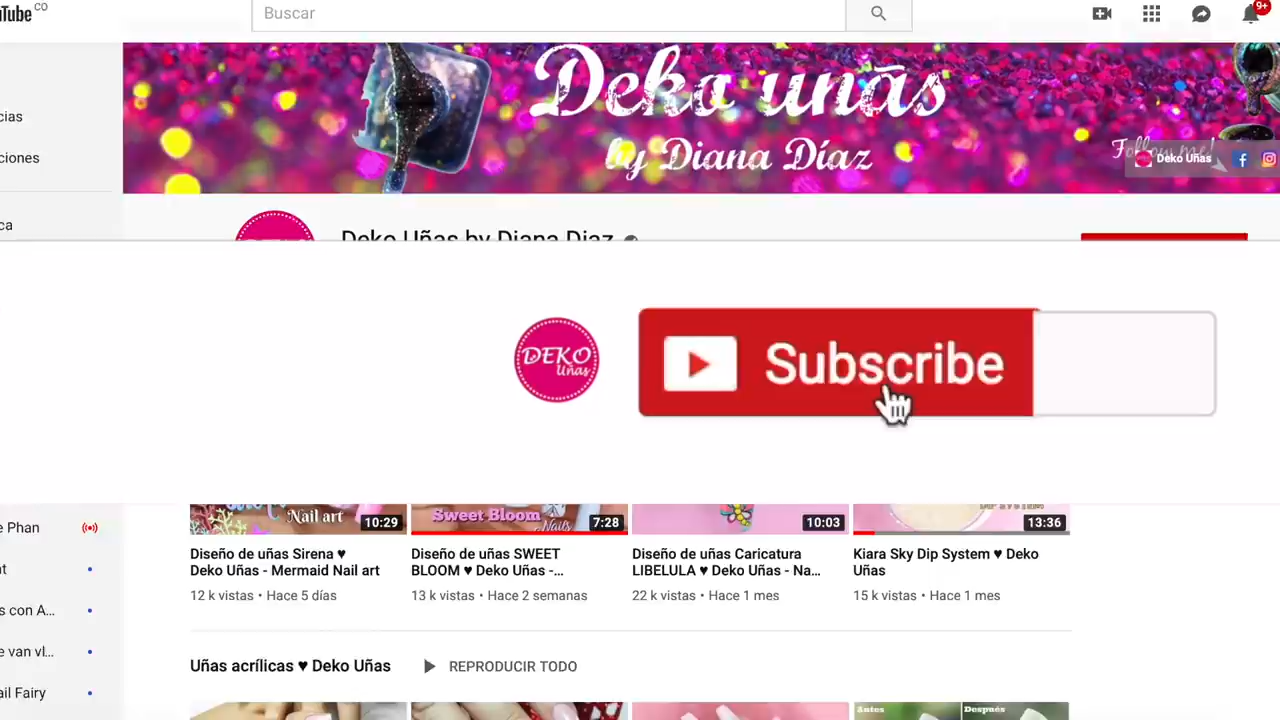 uTube CO
Buscar
9+
Deko uñas
by Diana Díaz
Follow me!
Deko Uñas
cias
ciones
ca
Deko Uñas by Diana Diaz
DEKO
Uñas
Subscribe
Nail art
10:29
Sweet Bloom
Nails
7:28
10:03
13:36
e Phan
Diseño de uñas Sirena ♥
Deko Uñas - Mermaid Nail art
12 k vistas • Hace 5 días
Diseño de uñas SWEET
BLOOM ♥ Deko Uñas -...
13 k vistas • Hace 2 semanas
Diseño de uñas Caricatura
LIBELULA ♥ Deko Uñas - Na...
22 k vistas • Hace 1 mes
Kiara Sky Dip System ♥ Deko
Uñas
15 k vistas • Hace 1 mes
nt
s con A...
e van vl...
ail Fairy
Uñas acrílicas ♥ Deko Uñas
REPRODUCIR TODO
Antes
Después